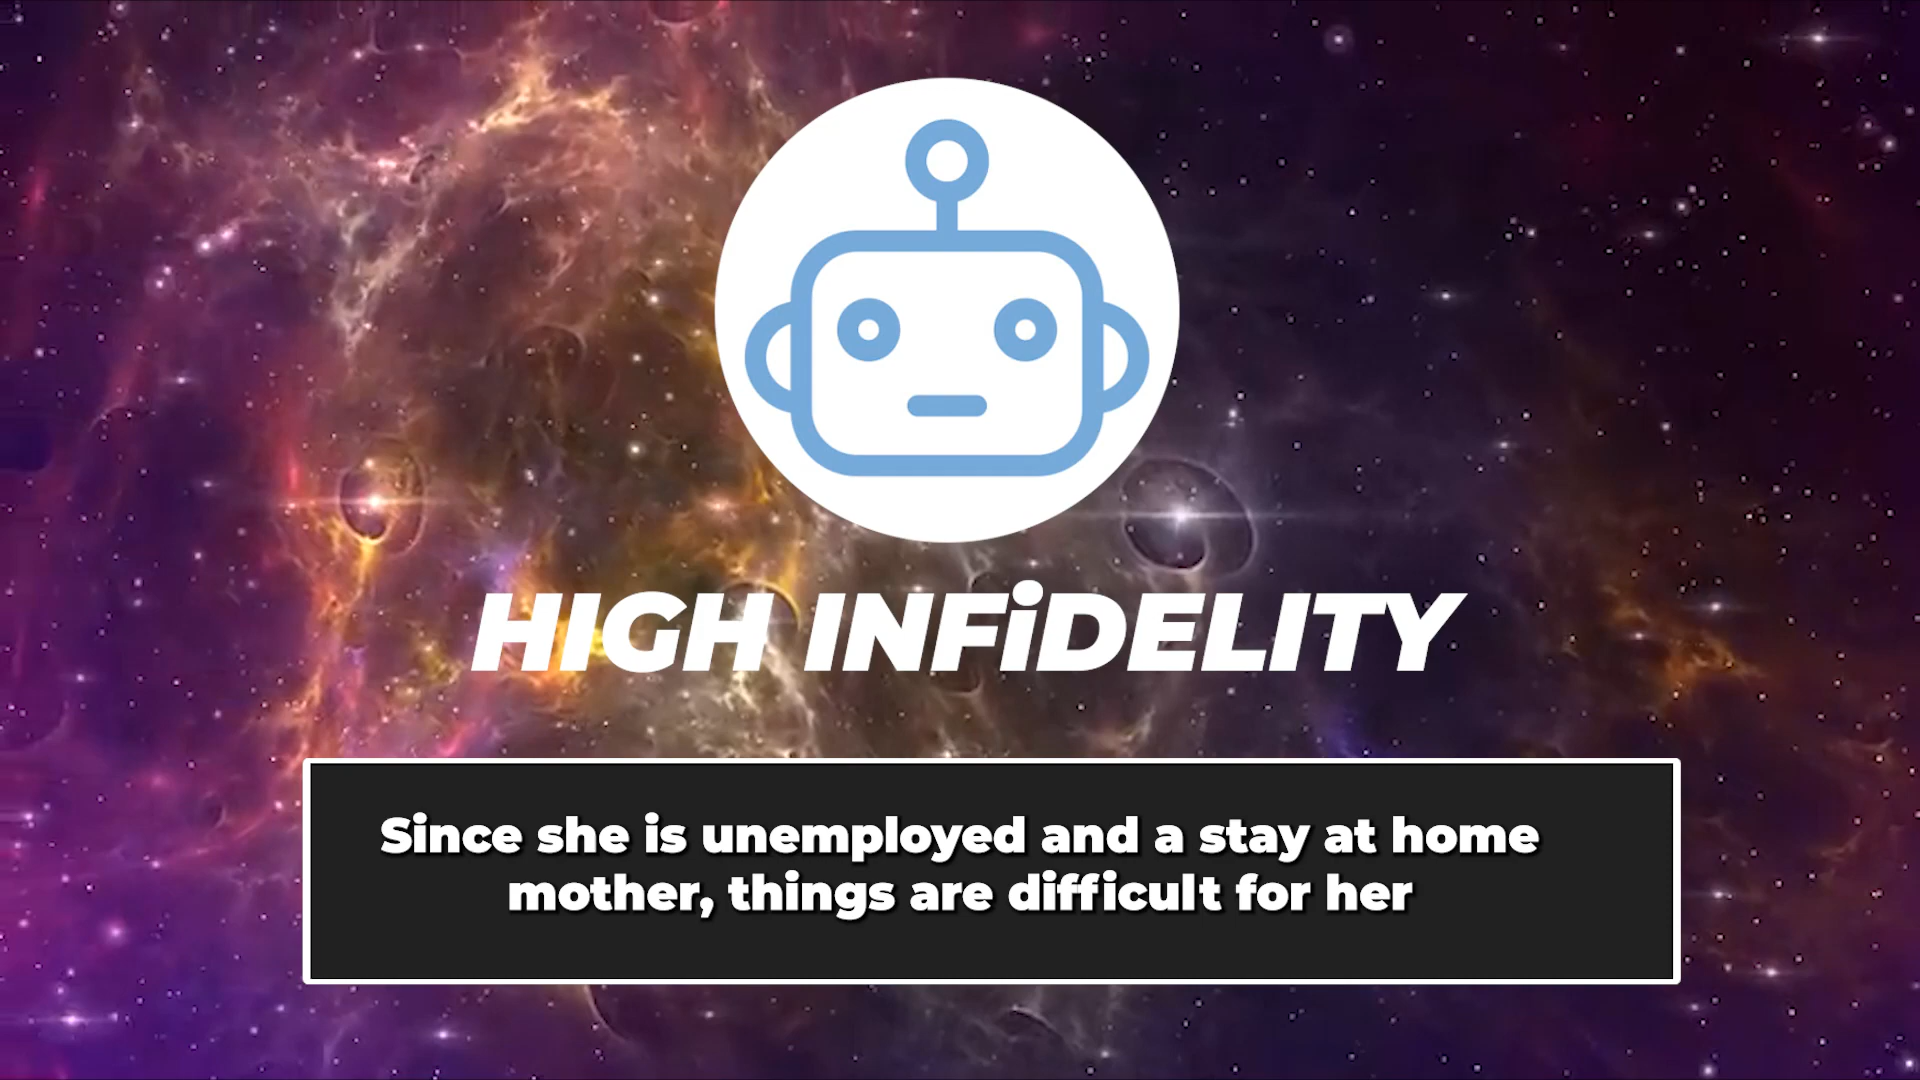 HIGH INFiDELITY
Since she is unemployed and a stay at home
mother, things are difficult for her